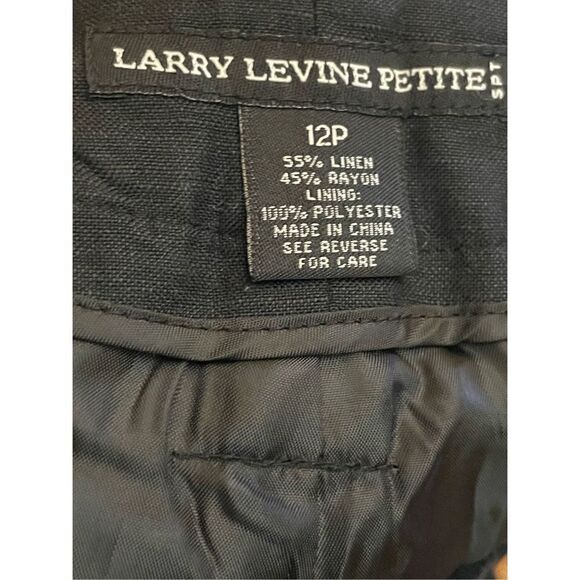 LARRY LEVINE PETITE SPT
12P
55% LINEN
45% RAYON
LINING:
100% POLYESTER
MADE IN CHINA
SEE REVERSE
FOR CARE